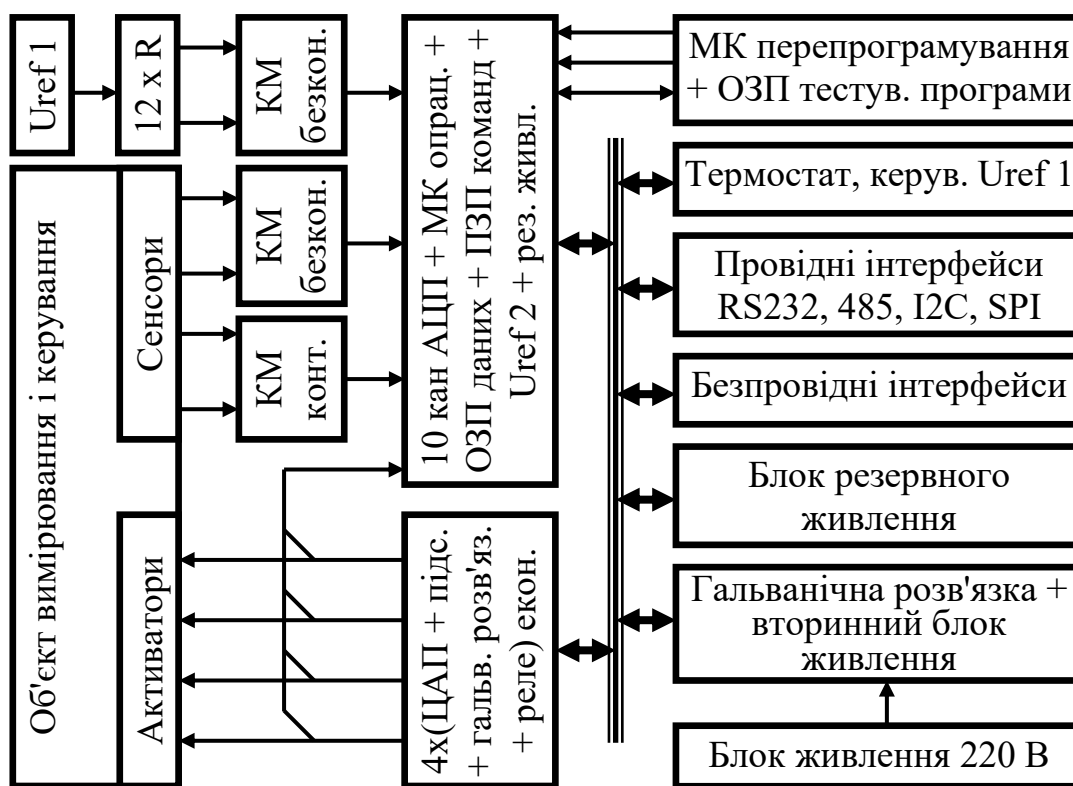 Uref 1
12 x R
КМ
безкон.
10 кан АЦП + МК опрац. +
ОЗП даних + ПЗП команд +
Uref 2 + рез. живл.
МК перепрограмування
+ ОЗП тестув. програми
Об'єкт вимірювання і керування
Сенсори
КМ
безкон.
КМ
конт.
Термостат, керув. Uref 1
Провідні інтерфейси
RS232, 485, I2C, SPI
Безпровідні інтерфейси
Блок резервного
живлення
Активатори
4х(ЦАП + підс.
+ гальв. розв'яз.
+ реле) екон.
Гальванічна розв'язка +
вторинний блок
живлення
Блок живлення 220 В